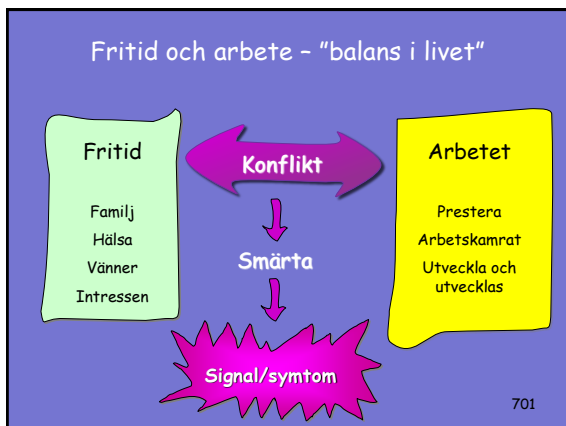 Fritid och arbete – ”balans i livet”
Fritid
Familj
Hälsa
Vänner
Intressen
Konflikt
Smärta
Signal/symtom
Arbetet
Prestera
Arbetskamrat
Utveckla och
utvecklas
701